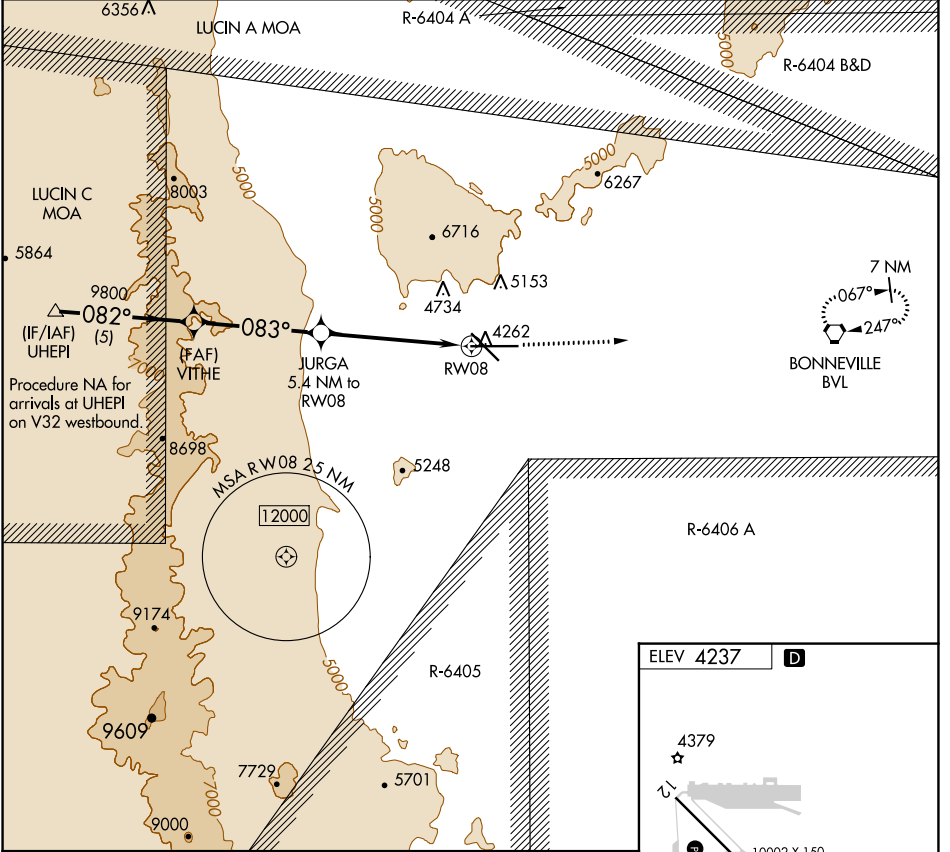 6356
LUCIN A MOA
R-6404 A
5000
R-6404 B&D
5000
8003
LUCIN C
MOA
5000
5000
6267
6716
5864
5153
4734
7 NM
067°
247°
BONNEVILLE
BVL
9800
082°
(5)
(IF/IAF)
UHEPI
(FAF)
VITHE
083°
JURGA
5.4 NM to
RW08
4262
RW08
Procedure NA for
arrivals at UHEPI
on V32 westbound.
8698
5248
MSA RW08 25 NM
12000
R-6406 A
9174
R-6405
5000
9609
7729
5701
7000
9000
ELEV 4237
D
4379
12
P
10002 X 150